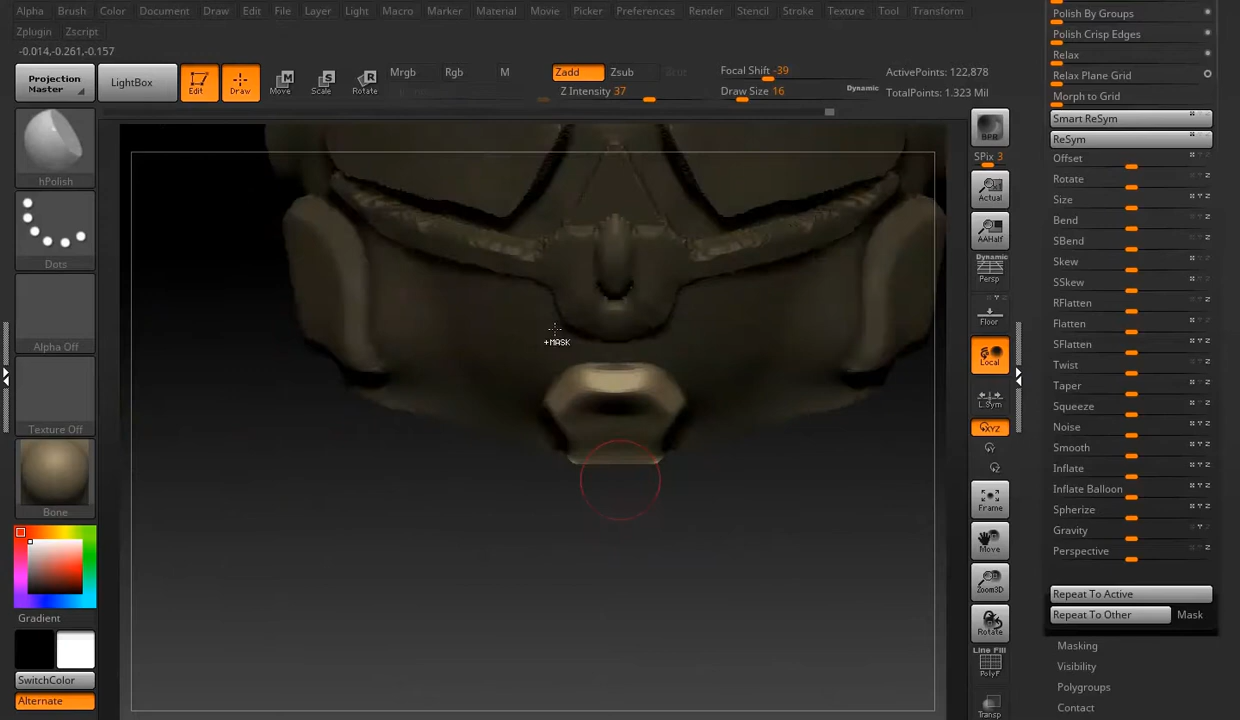 Alpha Brush Color Document Draw Edit File Layer Light Macro Marker Material Movie Picker Preferences Render Stencil Stroke Texture Tool Transform
Zplugin Zscript
-0.014,-0.261,-0.157
Projection Master
LightBox
Edit
Draw
Move
Scale
Rotate
Mrgb Rgb M
Zadd Zsub
Z Intensity 37
Focal Shift -39
Draw Size 16
Dynamic
ActivePoints: 122,878
TotalPoints: 1.323 Mil
hPolish
Dots
Alpha Off
Texture Off
Bone
Gradient
SwitchColor
Alternate
+MASK
BPR
SPix 3
Actual
AAHalf
Dynamic
Persp
Floor
Local
L.Sym
XYZ
Frame
Move
Zoom3D
Rotate
Line Fill
PolyF
Transp
Polish By Groups
Polish Crisp Edges
Relax
Relax Plane Grid
Morph to Grid
Smart ReSym
ReSym
Offset
Rotate
Size
Bend
SBend
Skew
SSkew
RFlatten
Flatten
SFlatten
Twist
Taper
Squeeze
Noise
Smooth
Inflate
Inflate Balloon
Spherize
Gravity
Perspective
Repeat To Active
Repeat To Other Mask
Masking
Visibility
Polygroups
Contact